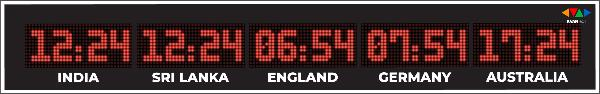 12:24 12:24 06:54 07:54 17:24
INDIA SRI LANKA ENGLAND GERMANY AUSTRALIA